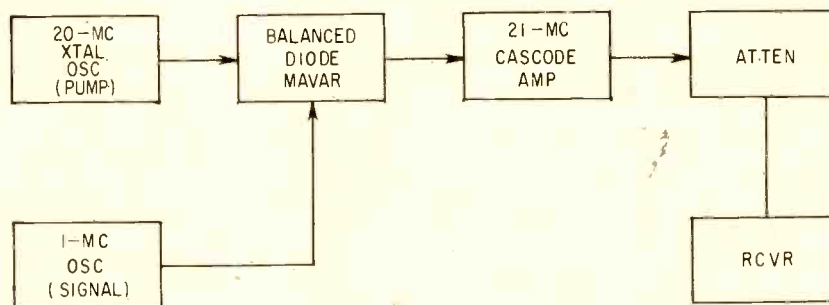 20-MC
XTAL.
OSC
(PUMP)
BALANCED
DIODE
MAVAR
21-MC
CASCODE
AMP
AT.TEN
1-MC
OSC
(SIGNAL)
RCVR